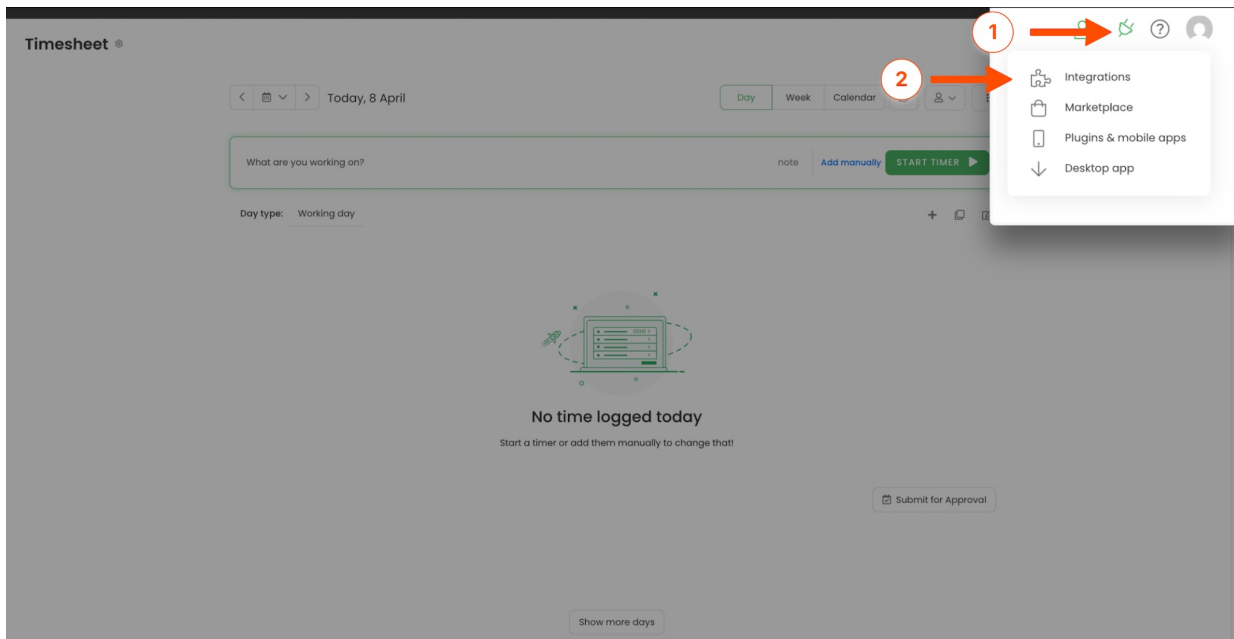 Timesheet
1
2
Integrations
Marketplace
Plugins & mobile apps
Desktop app
Today, 8 April
Day Week Calendar
What are you working on? note Add manually START TIMER
Day type: Working day
No time logged today
Start a timer or add them manually to change that!
Submit for Approval
Show more days